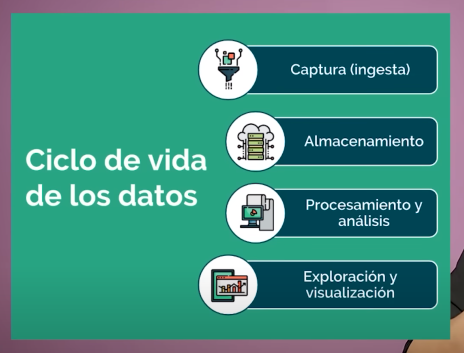 Ciclo de vida
de los datos
Captura (ingesta)
Almacenamiento
Procesamiento y
análisis
Exploración y
visualización